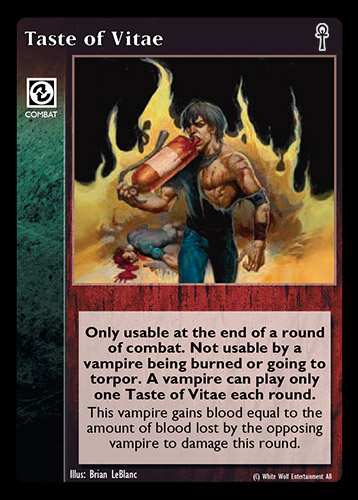 Taste of Vitae
COMBAT
Only usable at the end of a round
of combat. Not usable by a
vampire being burned or going to
torpor. A vampire can play only
one Taste of Vitae each round.
This vampire gains blood equal to the
amount of blood lost by the opposing
vampire to damage this round.
Illus: Brian LeBlanc
(C) White Wolf Entertainment AB